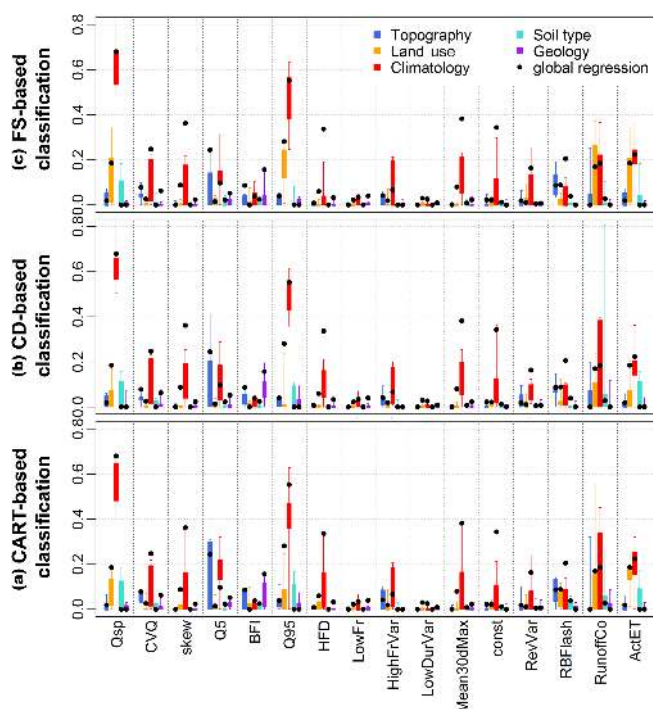 Topography
Land use
Climatology
Soil type
Geology
global regression
(c) FS-based
classification
0.8
0.6
0.4
0.2
0.0
(b) CD-based
classification
0.8
0.6
0.4
0.2
0.0
(a) CART-based
classification
0.8
0.6
0.4
0.2
0.0
Qsp
CVQ
skew
Q5
BFI
Q95
HFD
LowFr
HighFrVar
LowDurVar
Mean30dMax
const
RevVar
RBFlash
RunoffCo
ActET